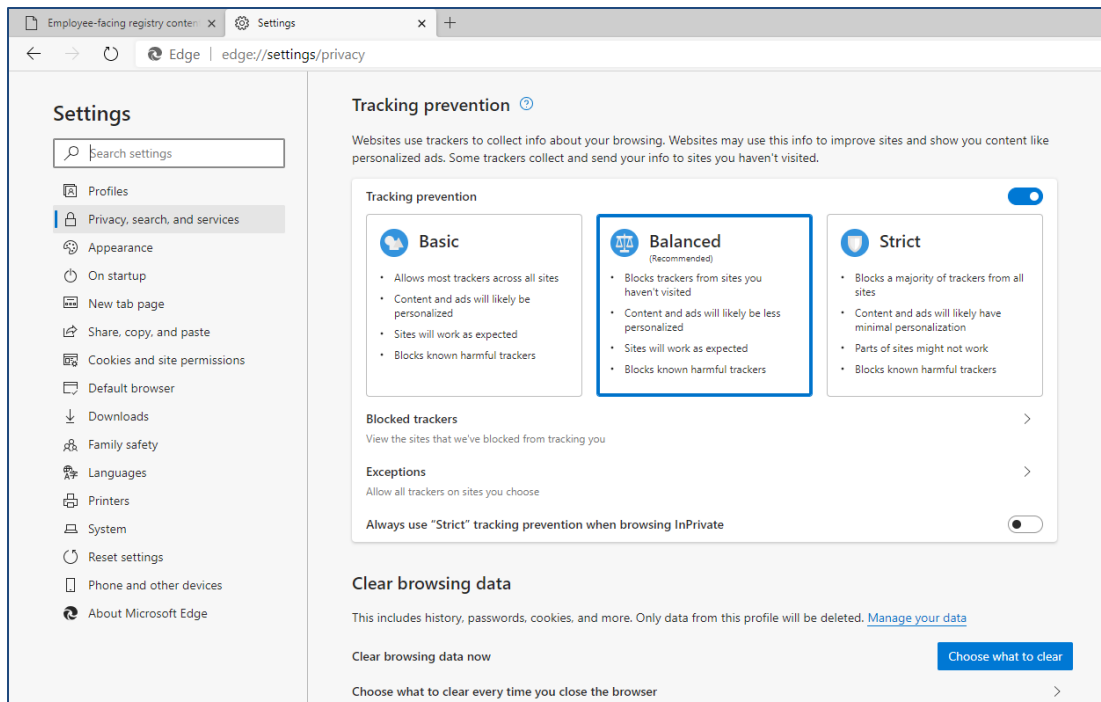 Employee-facing registry conten
Settings
Edge | edge://settings/privacy
Settings
Search settings
Profiles
Privacy, search, and services
Appearance
On startup
New tab page
Share, copy, and paste
Cookies and site permissions
Default browser
Downloads
Family safety
Languages
Printers
System
Reset settings
Phone and other devices
About Microsoft Edge
Tracking prevention
Websites use trackers to collect info about your browsing. Websites may use this info to improve sites and show you content like
personalized ads. Some trackers collect and send your info to sites you haven't visited.
Tracking prevention
Basic
• Allows most trackers across all sites
• Content and ads will likely be
personalized
• Sites will work as expected
• Blocks known harmful trackers
Balanced
(Recommended)
• Blocks trackers from sites you
haven't visited
• Content and ads will likely be less
personalized
• Sites will work as expected
• Blocks known harmful trackers
Strict
• Blocks a majority of trackers from all
sites
• Content and ads will likely have
minimal personalization
• Parts of sites might not work
• Blocks known harmful trackers
Blocked trackers
View the sites that we've blocked from tracking you
Exceptions
Allow all trackers on sites you choose
Always use "Strict" tracking prevention when browsing InPrivate
Clear browsing data
This includes history, passwords, cookies, and more. Only data from this profile will be deleted. Manage your data
Clear browsing data now
Choose what to clear
Choose what to clear every time you close the browser